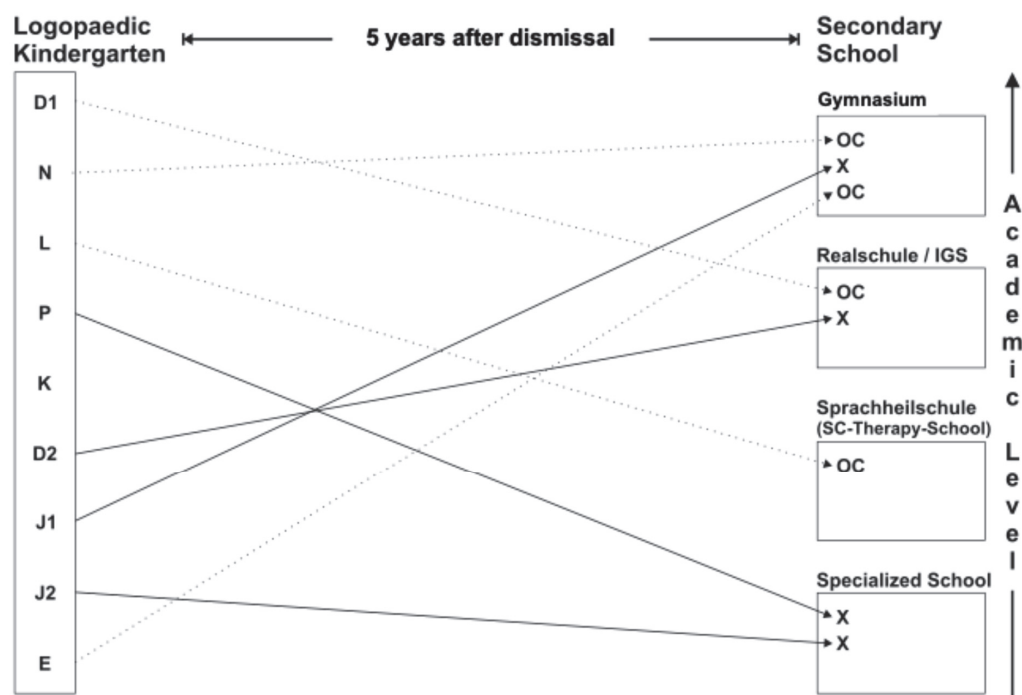 Logopaedic
Kindergarten
5 years after dismissal
Secondary
School
D1
N
L
P
K
D2
J1
J2
E
Gymnasium
OC
X
OC
Realschule / IGS
OC
X
Sprachheilschule
(SC-Therapy-School)
OC
Specialized School
X
X
Academic Level